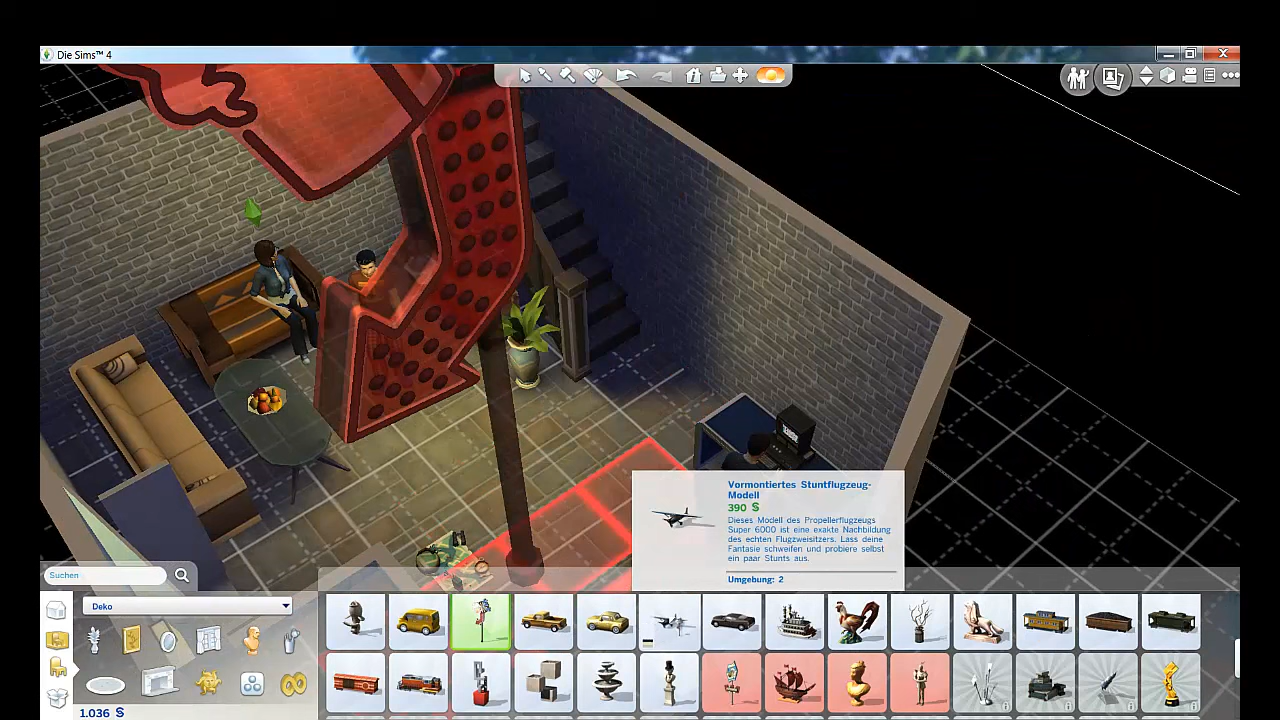 Die Sims™ 4
Vormontiertes Stuntflugzeug-
Modell
390 $
Dieses Modell des Propellerflugzeugs
Super 6000 ist eine exakte Nachbildung
des echten Flugzweisitzers. Lass deine
Fantasie schweifen und probiere selbst
ein paar Stunts aus.
Umgebung: 2
Suchen
Deko
1.036 $